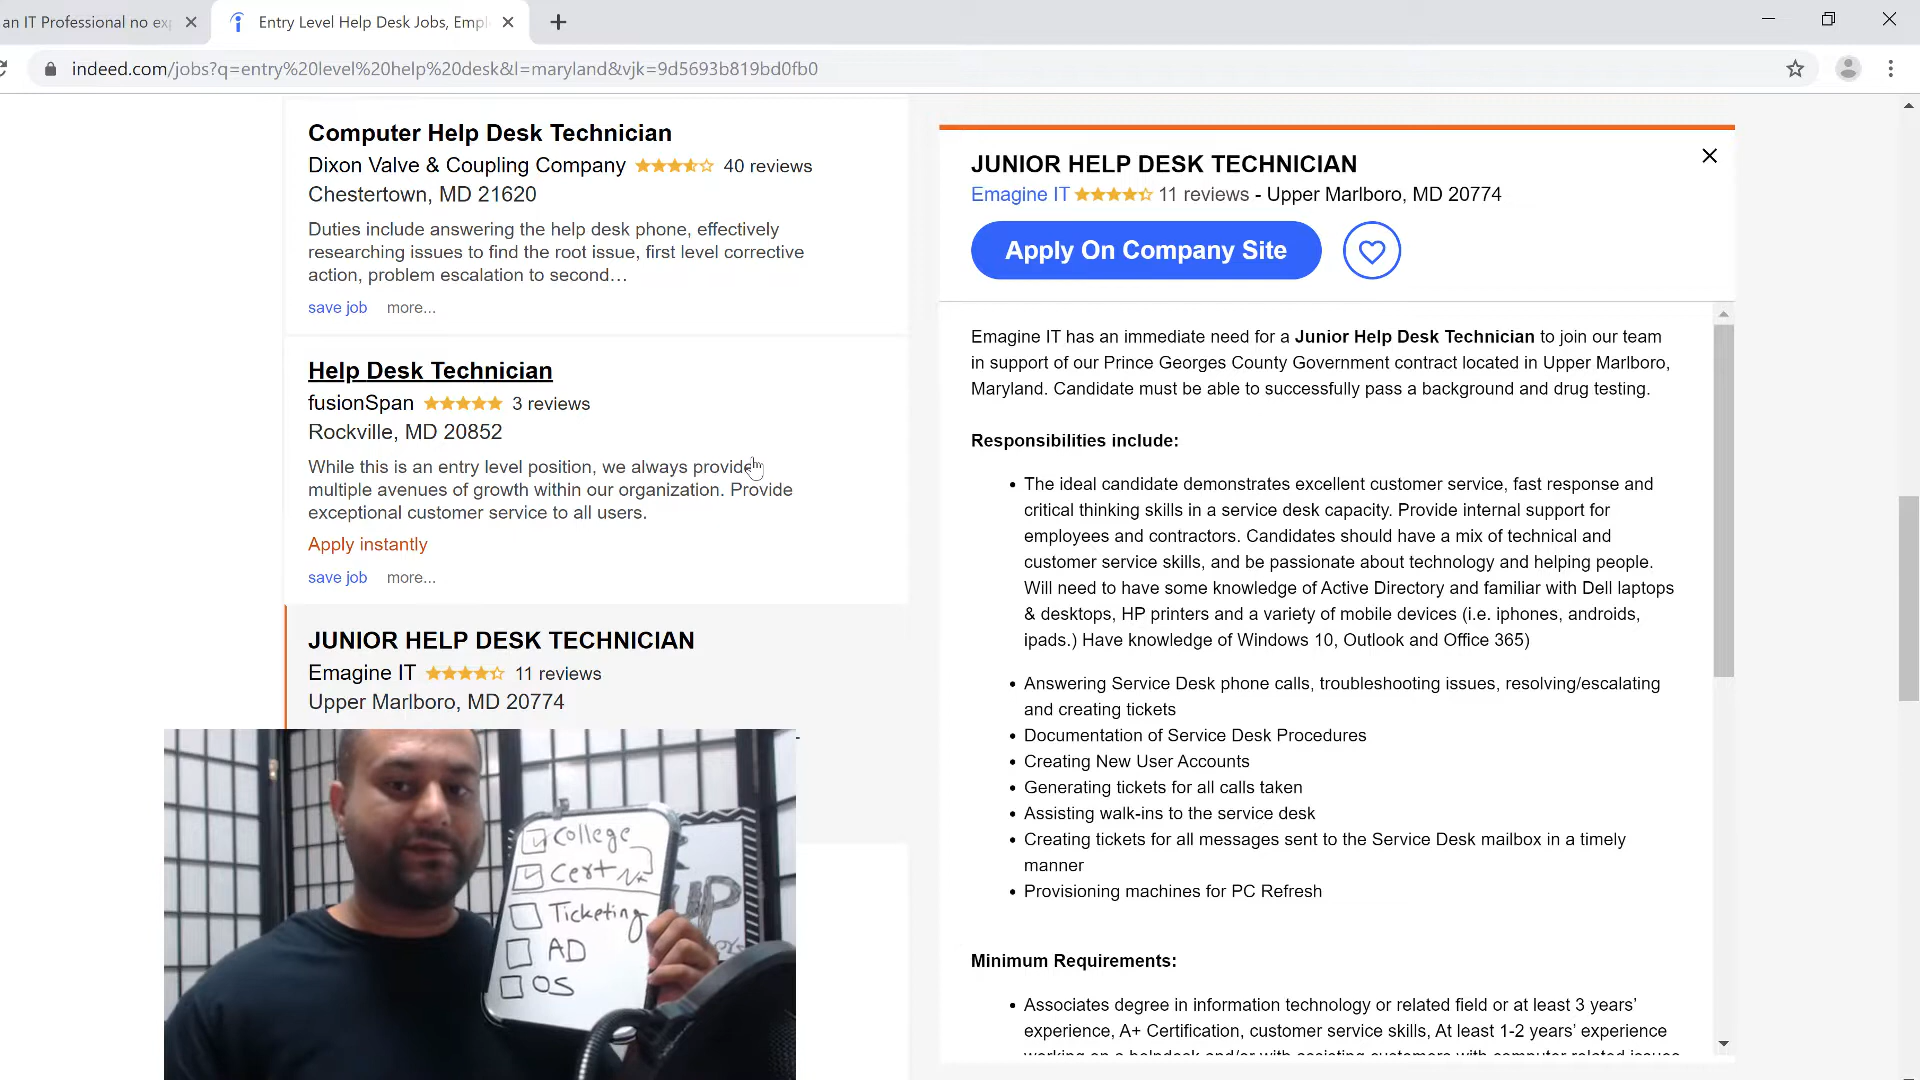 an IT Professional no exp
Entry Level Help Desk Jobs, Empl
indeed.com/jobs?q=entry%20level%20help%20desk&l=maryland&vjk=9d5693b819bd0fb0
Computer Help Desk Technician
Dixon Valve & Coupling Company 40 reviews
Chestertown, MD 21620
Duties include answering the help desk phone, effectively
researching issues to find the root issue, first level corrective
action, problem escalation to second…
save job more...
Help Desk Technician
fusionSpan 3 reviews
Rockville, MD 20852
While this is an entry level position, we always provide
multiple avenues of growth within our organization. Provide
exceptional customer service to all users.
Apply instantly
save job more...
JUNIOR HELP DESK TECHNICIAN
Emagine IT 11 reviews
Upper Marlboro, MD 20774
College
Cert
Ticketing
AD
OS
UP
JUNIOR HELP DESK TECHNICIAN
Emagine IT 11 reviews - Upper Marlboro, MD 20774
Apply On Company Site
Emagine IT has an immediate need for a Junior Help Desk Technician to join our team
in support of our Prince Georges County Government contract located in Upper Marlboro,
Maryland. Candidate must be able to successfully pass a background and drug testing.
Responsibilities include:
• The ideal candidate demonstrates excellent customer service, fast response and
critical thinking skills in a service desk capacity. Provide internal support for
employees and contractors. Candidates should have a mix of technical and
customer service skills, and be passionate about technology and helping people.
Will need to have some knowledge of Active Directory and familiar with Dell laptops
& desktops, HP printers and a variety of mobile devices (i.e. iphones, androids,
ipads.) Have knowledge of Windows 10, Outlook and Office 365)
• Answering Service Desk phone calls, troubleshooting issues, resolving/escalating
and creating tickets
• Documentation of Service Desk Procedures
• Creating New User Accounts
• Generating tickets for all calls taken
• Assisting walk-ins to the service desk
• Creating tickets for all messages sent to the Service Desk mailbox in a timely
manner
• Provisioning machines for PC Refresh
Minimum Requirements:
• Associates degree in information technology or related field or at least 3 years'
experience, A+ Certification, customer service skills, At least 1-2 years' experience
working on a helpdesk and/or with assisting customers with computer related issues